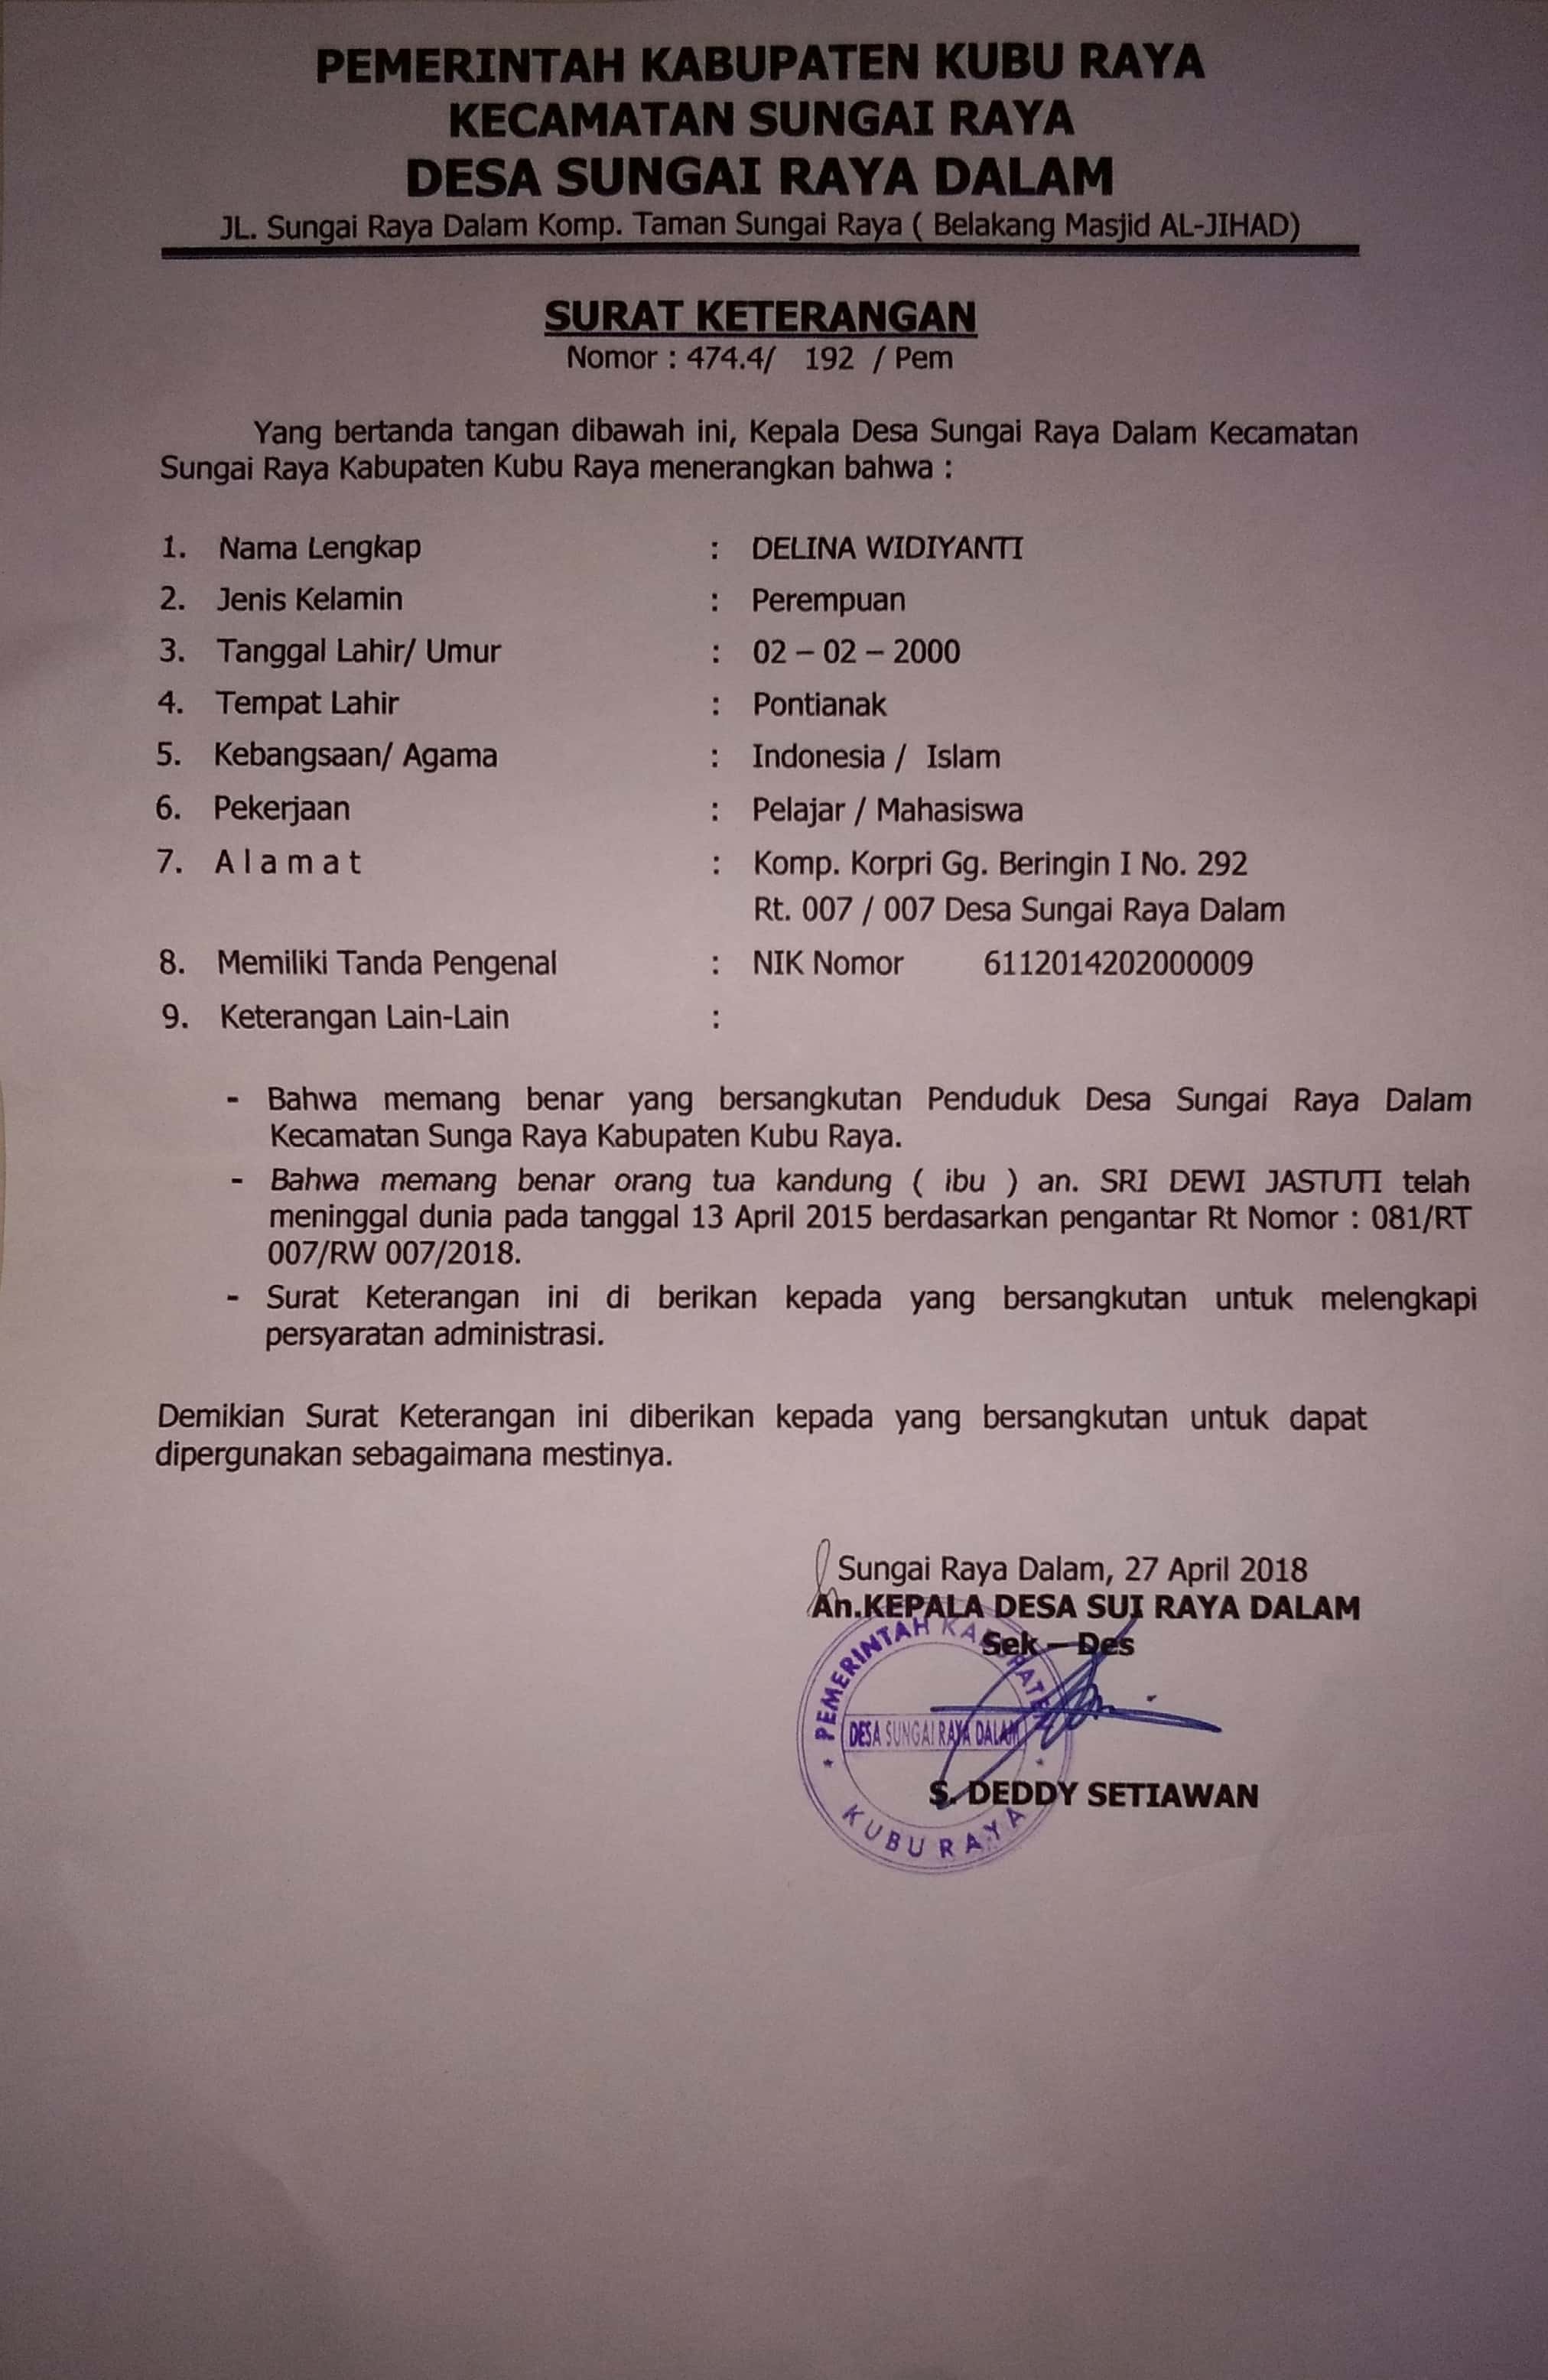 PEMERINTAH KABUPATEN KUBU RAYA
KECAMATAN SUNGAI RAYA
DESA SUNGAI RAYA DALAM
JL. Sungai Raya Dalam Komp. Taman Sungai Raya ( Belakang Masjid AL-JIHAD)
SURAT KETERANGAN
Nomor : 474.4/ 192 / Pem
Yang bertanda tangan dibawah ini, Kepala Desa Sungai Raya Dalam Kecamatan
Sungai Raya Kabupaten Kubu Raya menerangkan bahwa :
1. Nama Lengkap : DELINA WIDIYANTI
2. Jenis Kelamin : Perempuan
3. Tanggal Lahir/ Umur : 02 – 02 – 2000
4. Tempat Lahir : Pontianak
5. Kebangsaan/ Agama : Indonesia / Islam
6. Pekerjaan : Pelajar / Mahasiswa
7. A l a m a t : Komp. Korpri Gg. Beringin I No. 292
Rt. 007 / 007 Desa Sungai Raya Dalam
8. Memiliki Tanda Pengenal : NIK Nomor 6112014202000009
9. Keterangan Lain-Lain :
- Bahwa memang benar yang bersangkutan Penduduk Desa Sungai Raya Dalam
Kecamatan Sunga Raya Kabupaten Kubu Raya.
- Bahwa memang benar orang tua kandung ( ibu ) an. SRI DEWI JASTUTI telah
meninggal dunia pada tanggal 13 April 2015 berdasarkan pengantar Rt Nomor : 081/RT
007/RW 007/2018.
- Surat Keterangan ini di berikan kepada yang bersangkutan untuk melengkapi
persyaratan administrasi.
Demikian Surat Keterangan ini diberikan kepada yang bersangkutan untuk dapat
dipergunakan sebagaimana mestinya.
Sungai Raya Dalam, 27 April 2018
An.KEPALA DESA SUI RAYA DALAM
Sek – Des
PEMERINTAH KABUPATEN
DESA SUNGAI RAYA DALAM
KUBU RAYA
S. DEDDY SETIAWAN